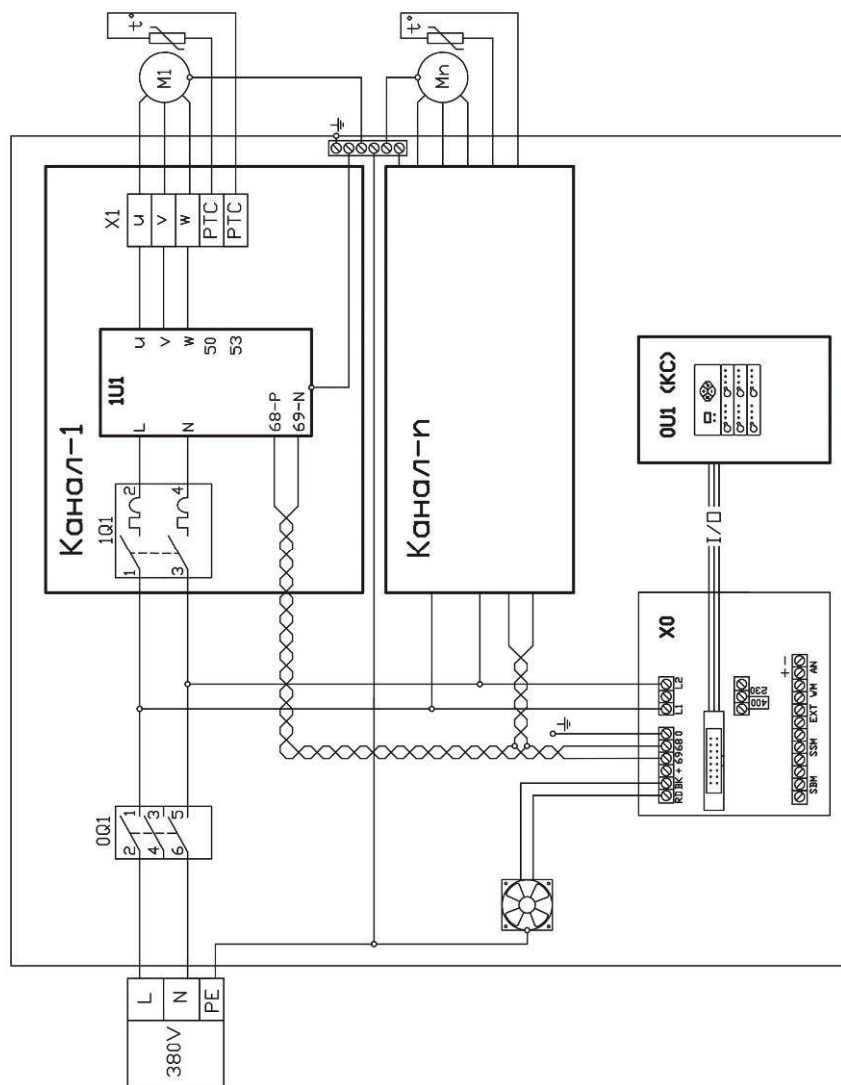 380V
L
N
PE
0Q1
2
1
4
3
6
5
Канал-1
1Q1
1
2
3
4
1U1
L
N
U
V
W
50
53
68-P
69-N
X1
U
V
W
PTC
PTC
M1
t°
Канал-n
Mn
t°
X0
L1
L2
RD
BK
+
69
68
0
400
230
SBM
SSM
EXT
WM
AN
+
-
I/O
0U1 (KC)